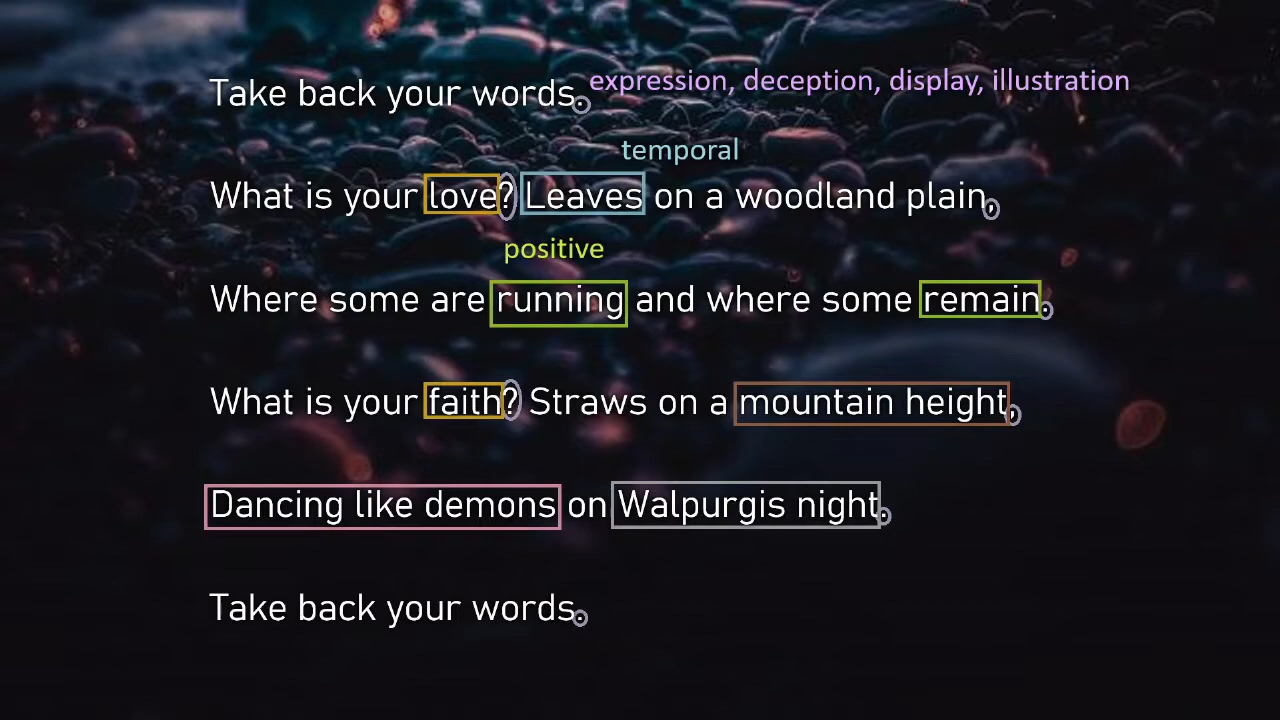 Take back your words. expression, deception, display, illustration
temporal
What is your love? Leaves on a woodland plain,
positive
Where some are running and where some remain.
What is your faith? Straws on a mountain height,
Dancing like demons on Walpurgis night.
Take back your words.